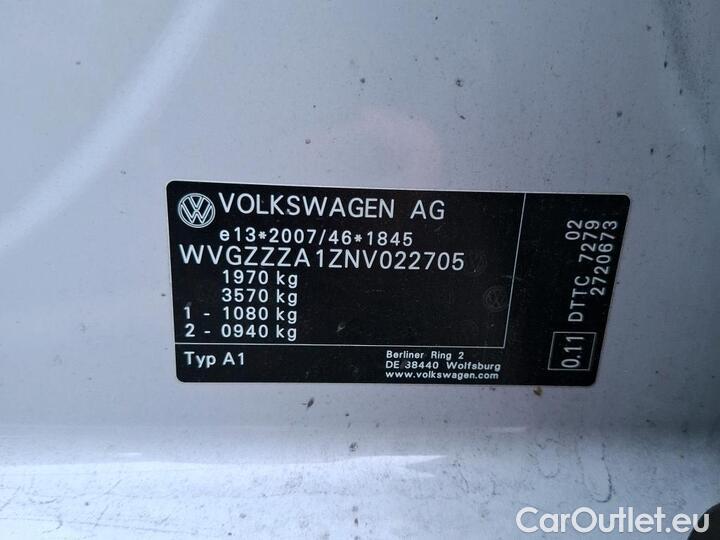 VOLKSWAGEN AG
e13*2007/46*1845
WVGZZZA1ZNV022705
1970 kg
3570 kg
1 - 1080 kg
2 - 0940 kg
Typ A1
Berliner Ring 2
DE 38440 Wolfsburg
www.volkswagen.com
0.11 DTTC 7279 02
2720673
CarOutlet.eu